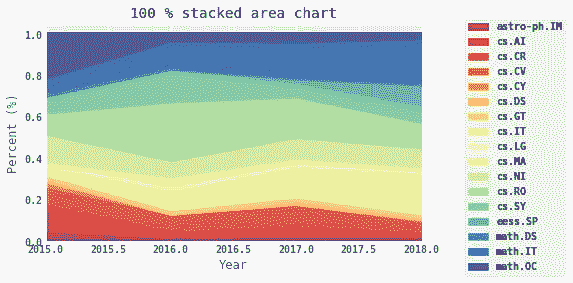 100 % stacked area chart
1.0
0.8
0.6
0.4
0.2
0.0
Percent (%)
2015.0 2015.5 2016.0 2016.5 2017.0 2017.5 2018.0
Year
astro-ph.IM
cs.AI
cs.CR
cs.CV
cs.CY
cs.DS
cs.GT
cs.IT
cs.LG
cs.MA
cs.NI
cs.RO
cs.SY
eess.SP
math.DS
math.IT
math.OC